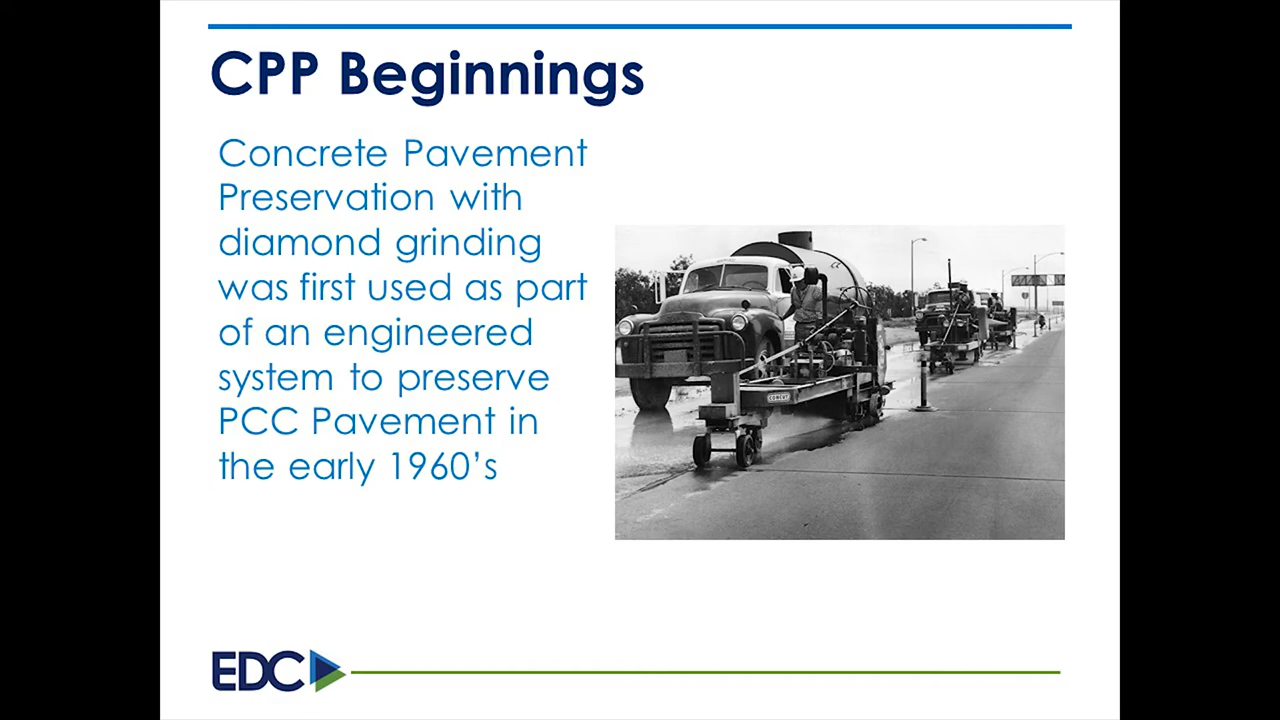 CPP Beginnings
Concrete Pavement
Preservation with
diamond grinding
was first used as part
of an engineered
system to preserve
PCC Pavement in
the early 1960’s
CONCUT
EDC